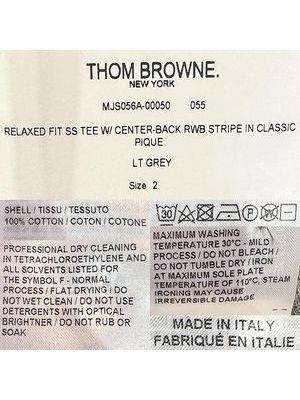 THOM BROWNE.
NEW YORK
MJS056A-00050 055
RELAXED FIT SS TEE W/ CENTER-BACK RWB STRIPE IN CLASSIC
PIQUE
LT GREY
Size 2
SHELL / TISSU / TESSUTO
100% COTTON / COTON / COTONE
PROFESSIONAL DRY CLEANING
IN TETRACHLOROETHYLENE AND
ALL SOLVENTS LISTED FOR
THE SYMBOL F - NORMAL
PROCESS / FLAT DRYING / DO
NOT WET CLEAN / DO NOT USE
DETERGENTS WITH OPTICAL
BRIGHTNER / DO NOT RUB OR
SOAK
30
MAXIMUM WASHING
TEMPERATURE 30°C - MILD
PROCESS / DO NOT BLEACH /
DO NOT TUMBLE DRY / IRON
AT MAXIMUM SOLE PLATE
TEMPERATURE OF 110°C, STEAM
IRONING MAY CAUSE
IRREVERSIBLE DAMAGE
MADE IN ITALY
FABRIQUÉ EN ITALIE